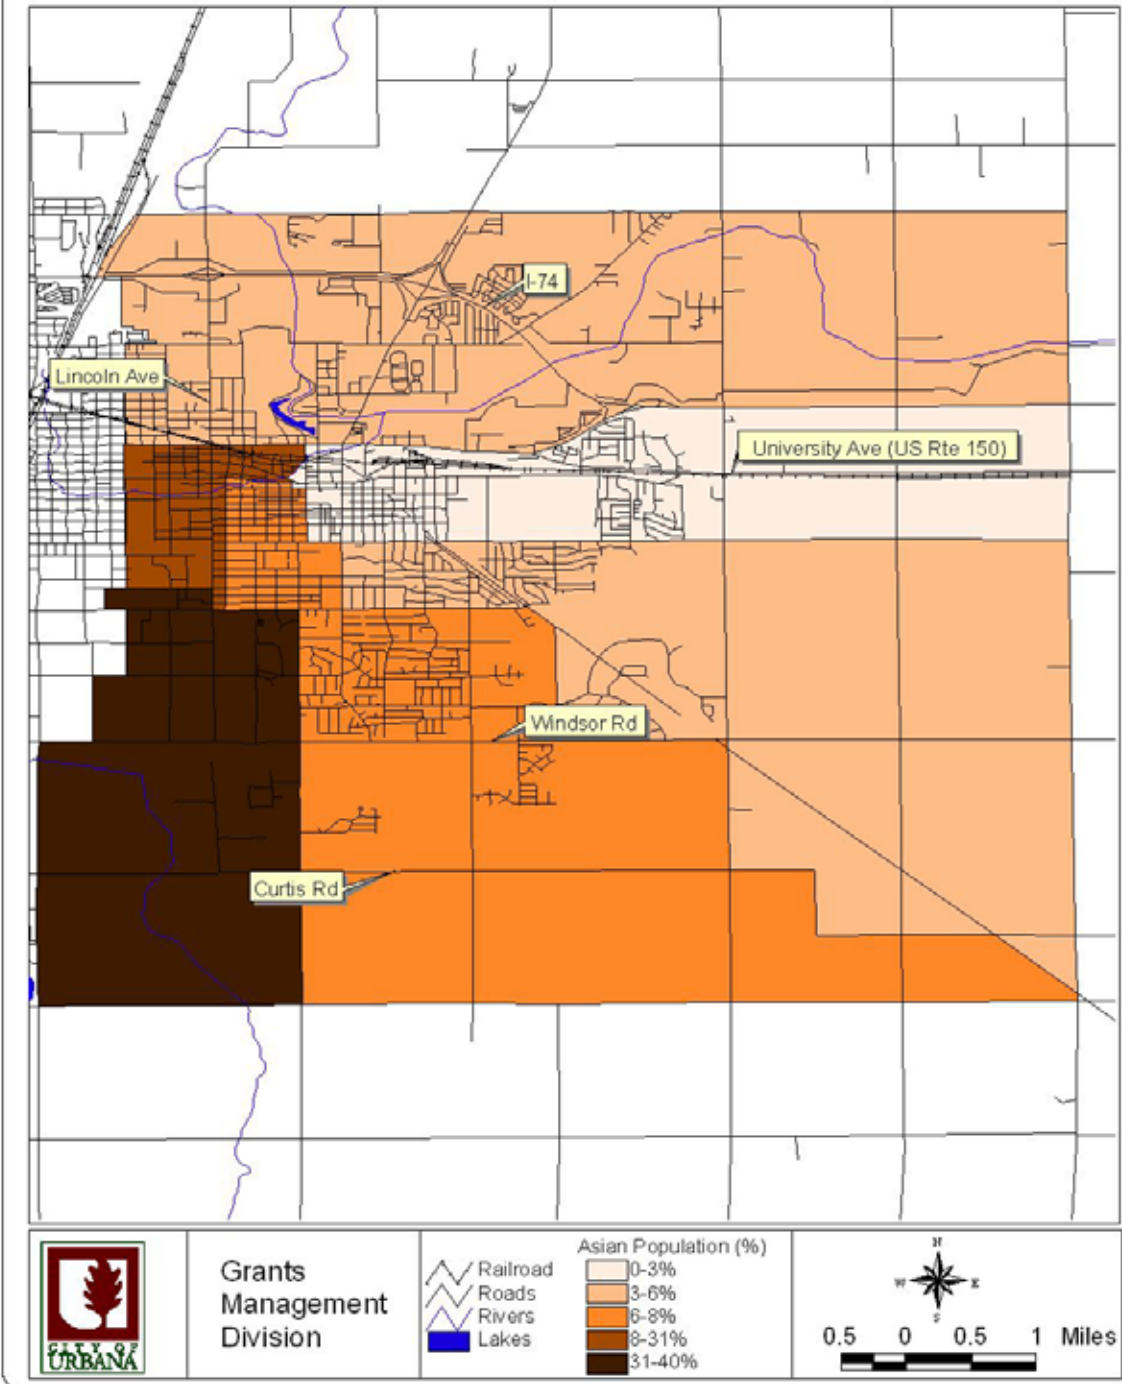 I-74
Lincoln Ave
University Ave (US Rte 150)
Windsor Rd
Curtis Rd
CITY OF
URBANA
Grants
Management
Division
Railroad
Roads
Rivers
Lakes
Asian Population (%)
0-3%
3-6%
6-8%
8-31%
31-40%
N
W E
S
0.5 0 0.5 1 Miles